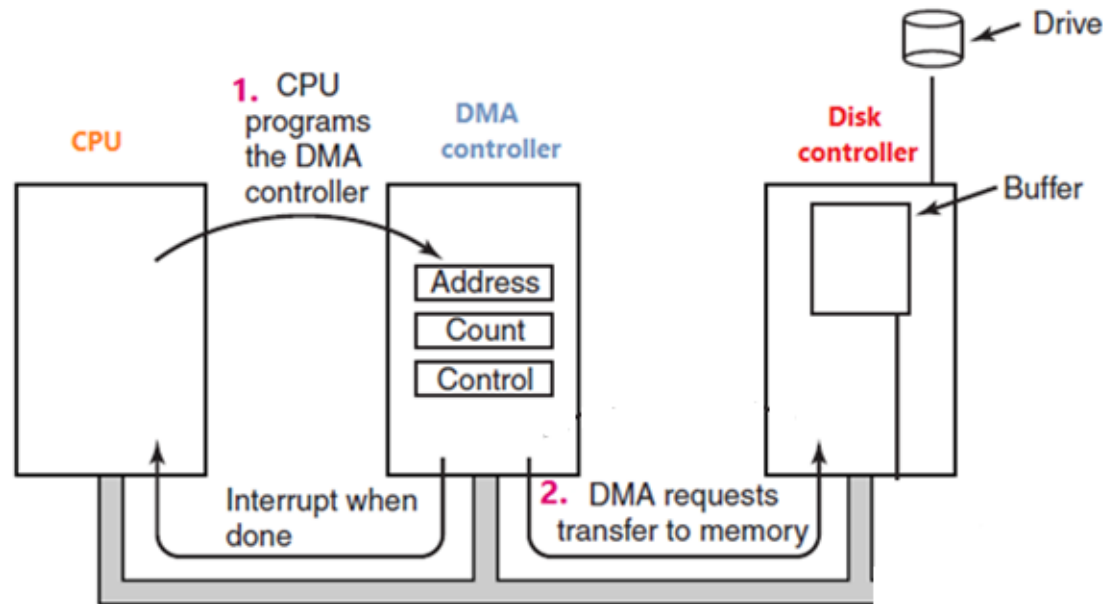 Drive
1. CPU
programs
the DMA
controller
CPU
DMA
controller
Disk
controller
Buffer
Address
Count
Control
Interrupt when
done
2. DMA requests
transfer to memory